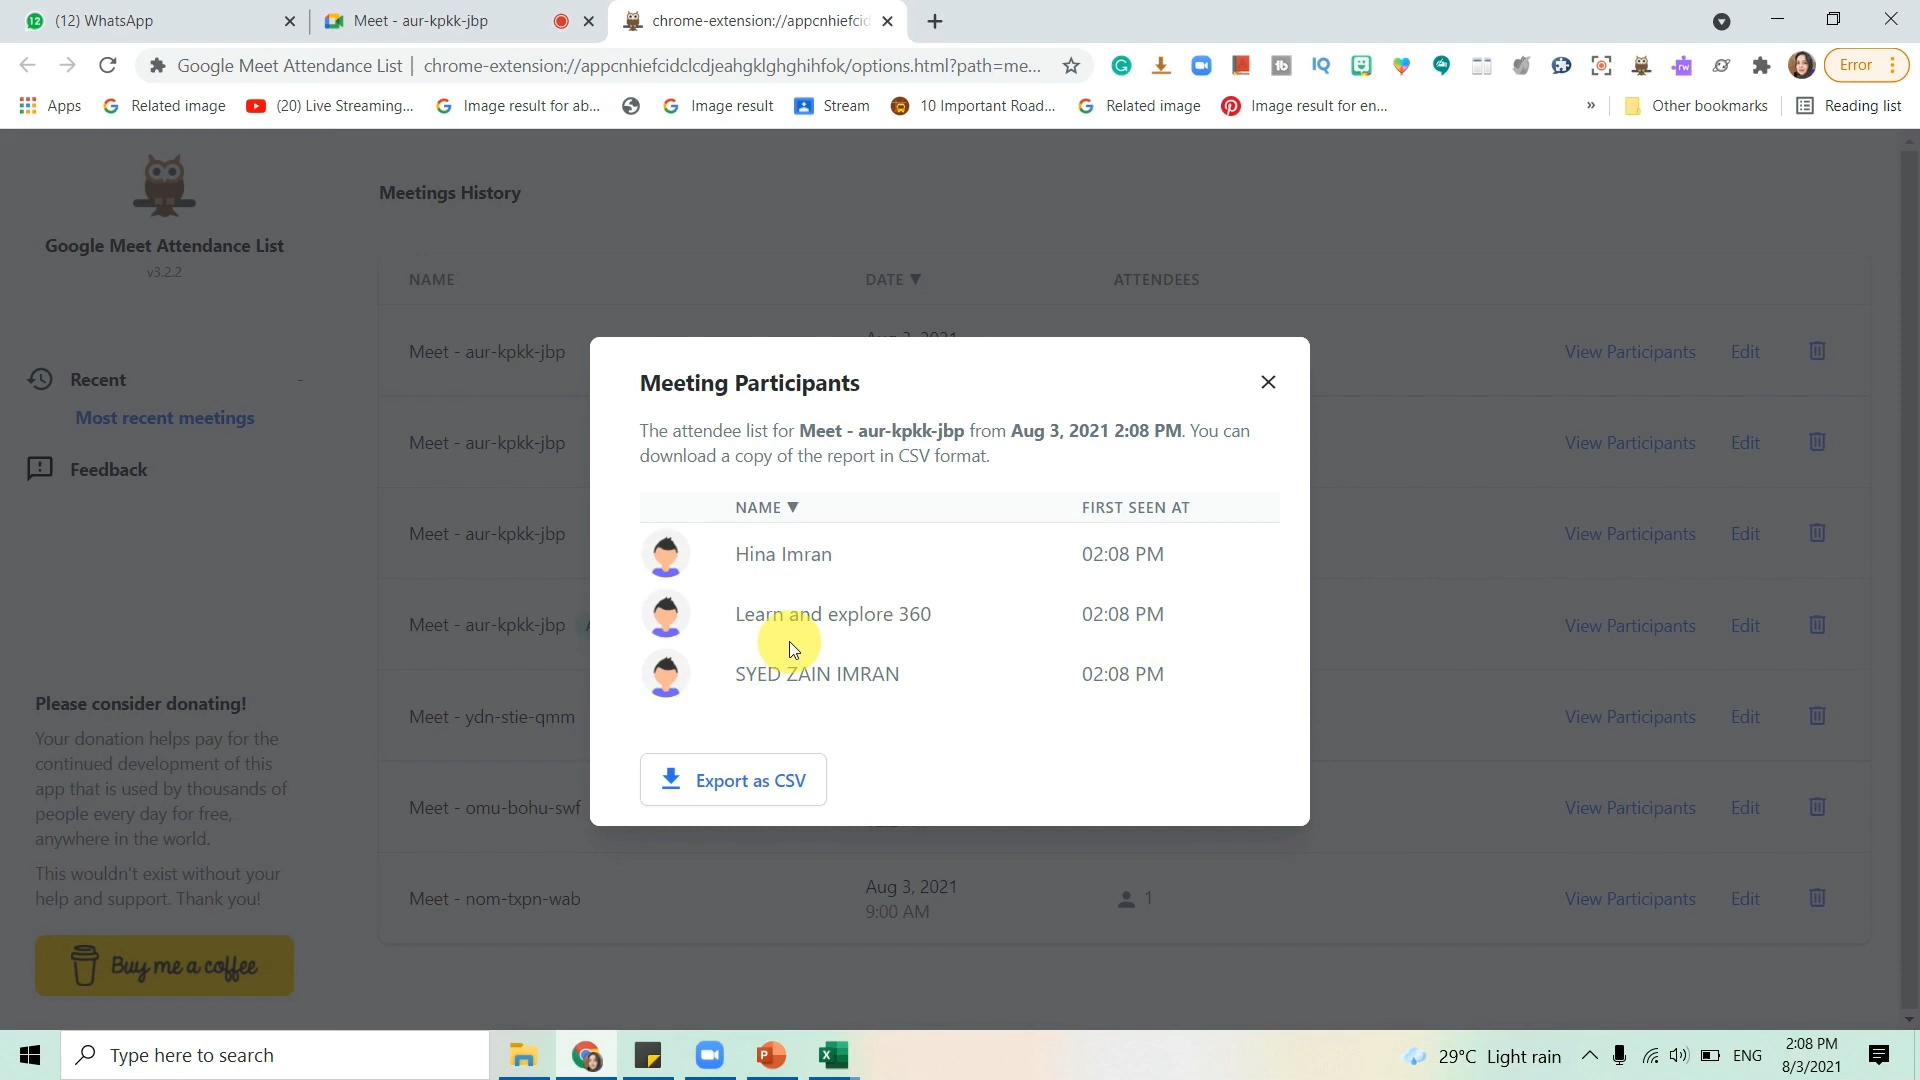 12 (12) WhatsApp
Meet - aur-kpkk-jbp
chrome-extension://appcnhiefcid
Google Meet Attendance List | chrome-extension://appcnhiefcidclcdjeahgklghghihfok/options.html?path=me...
Error
Apps
Related image
(20) Live Streaming...
Image result for ab...
Image result
Stream
10 Important Road...
Related image
Image result for en...
»
Other bookmarks
Reading list
Google Meet Attendance List
v3.2.2
Recent -
Most recent meetings
Feedback
Please consider donating!
Your donation helps pay for the
continued development of this
app that is used by thousands of
people every day for free,
anywhere in the world.
This wouldn't exist without your
help and support. Thank you!
Buy me a coffee
Meetings History
NAME DATE ▼ ATTENDEES
Meet - aur-kpkk-jbp Aug 3, 2021 View Participants Edit
Meet - aur-kpkk-jbp View Participants Edit
Meet - aur-kpkk-jbp View Participants Edit
Meet - aur-kpkk-jbp View Participants Edit
Meet - ydn-stie-qmm View Participants Edit
Meet - omu-bohu-swf View Participants Edit
Meet - nom-txpn-wab Aug 3, 2021 1 View Participants Edit
9:00 AM
Meeting Participants
The attendee list for Meet - aur-kpkk-jbp from Aug 3, 2021 2:08 PM. You can
download a copy of the report in CSV format.
NAME ▼ FIRST SEEN AT
Hina Imran 02:08 PM
Learn and explore 360 02:08 PM
SYED ZAIN IMRAN 02:08 PM
Export as CSV
Type here to search
29°C Light rain
ENG
2:08 PM
8/3/2021